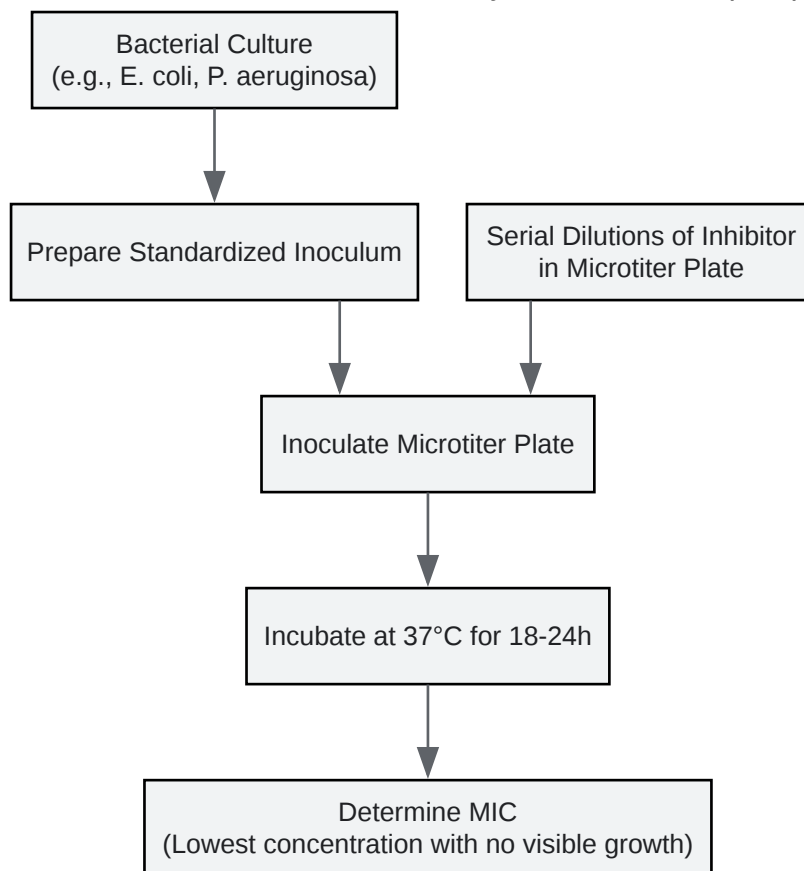 Bacterial Culture
(e.g., E. coli, P. aeruginosa)
Prepare Standardized Inoculum
Serial Dilutions of Inhibitor
in Microtiter Plate
Inoculate Microtiter Plate
Incubate at 37°C for 18-24h
Determine MIC
(Lowest concentration with no visible growth)